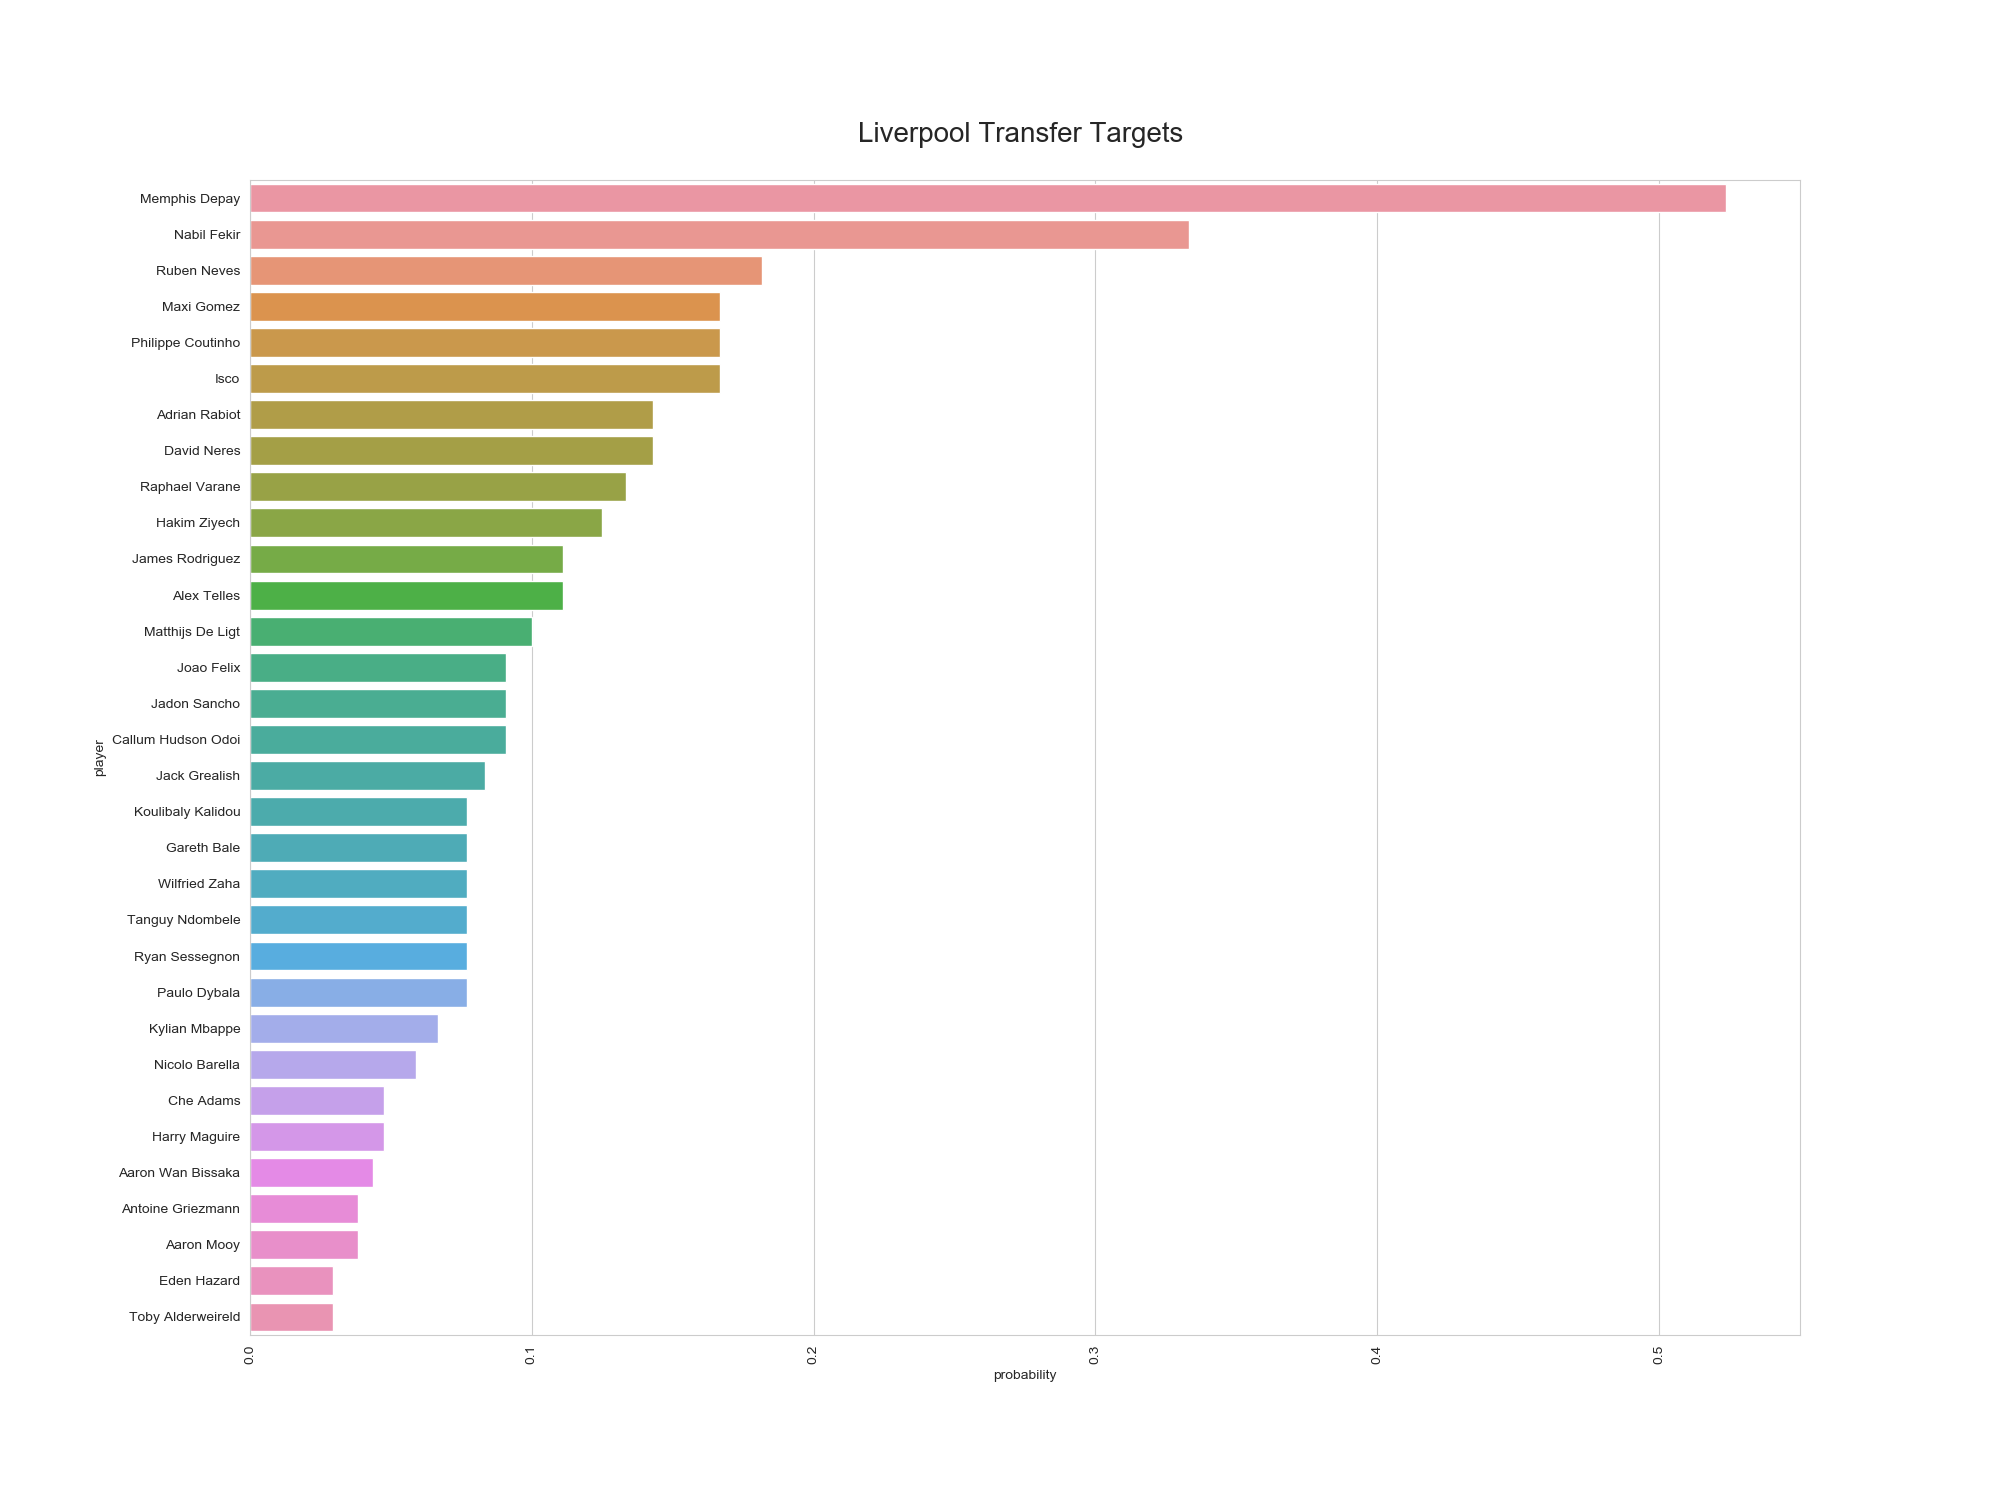 Liverpool Transfer Targets
Memphis Depay
Nabil Fekir
Ruben Neves
Maxi Gomez
Philippe Coutinho
Isco
Adrian Rabiot
David Neres
Raphael Varane
Hakim Ziyech
James Rodriguez
Alex Telles
Matthijs De Ligt
Joao Felix
Jadon Sancho
Callum Hudson Odoi
player
Jack Grealish
Koulibaly Kalidou
Gareth Bale
Wilfried Zaha
Tanguy Ndombele
Ryan Sessegnon
Paulo Dybala
Kylian Mbappe
Nicolo Barella
Che Adams
Harry Maguire
Aaron Wan Bissaka
Antoine Griezmann
Aaron Mooy
Eden Hazard
Toby Alderweireld
0.0 0.1 0.2 0.3 0.4 0.5
probability